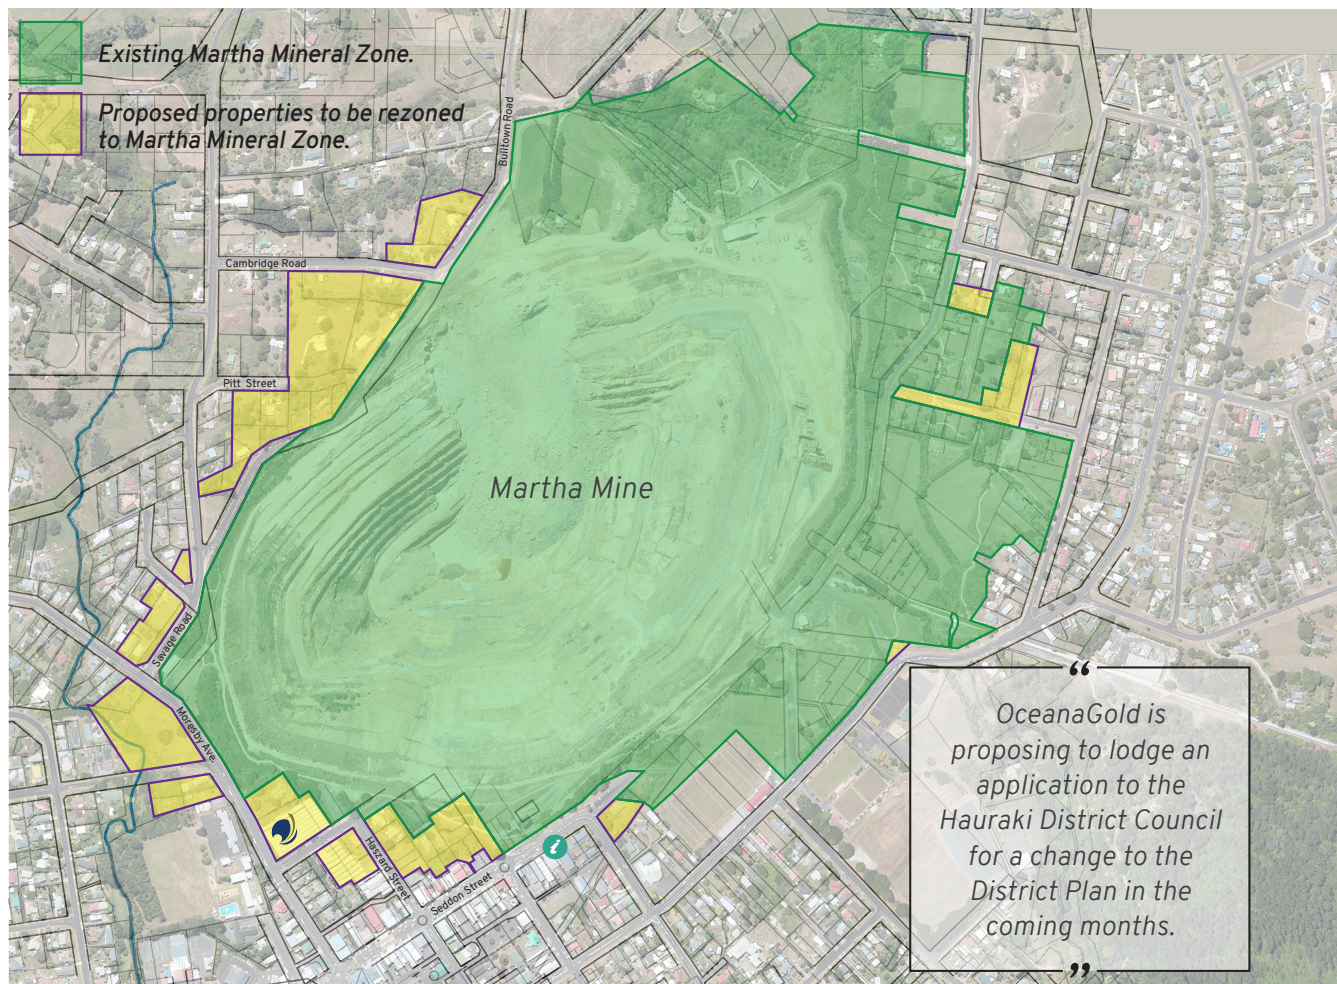 Existing Martha Mineral Zone.
Proposed properties to be rezoned
to Martha Mineral Zone.
Bulltown Road
Cambridge Road
Pitt Street
Martha Mine
Savage Road
Moresby Ave.
Haszard Street
Seddon Street
i
“
OceanaGold is
proposing to lodge an
application to the
Hauraki District Council
for a change to the
District Plan in the
coming months.
”